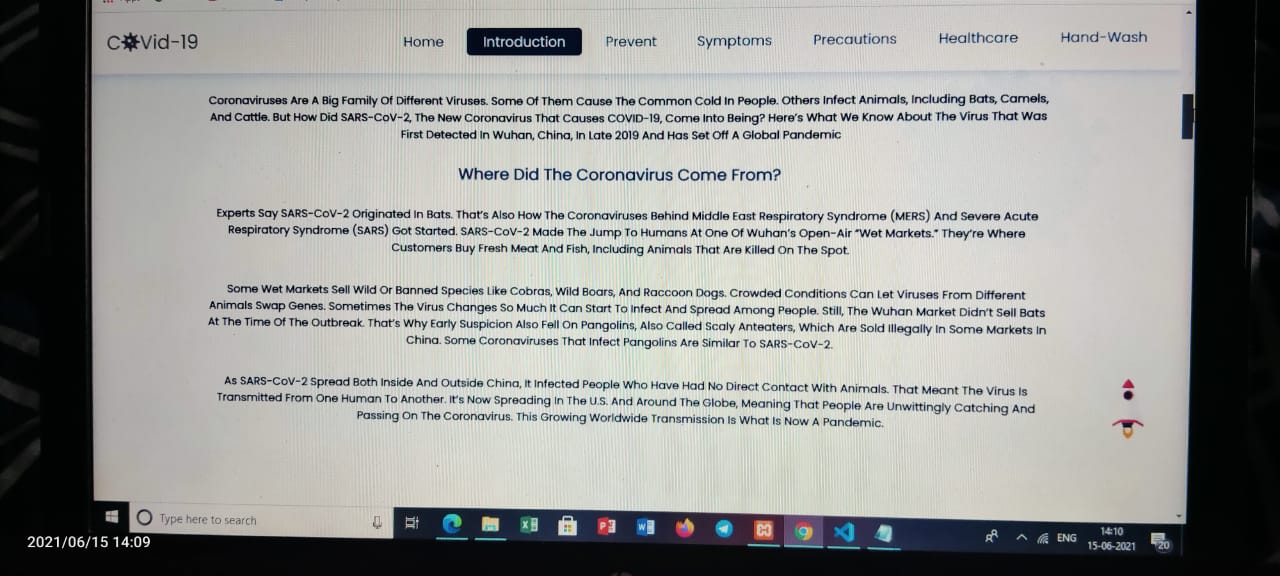 C Vid-19
Home Introduction Prevent Symptoms Precautions Healthcare Hand-Wash
Coronaviruses Are A Big Family Of Different Viruses. Some Of Them Cause The Common Cold In People. Others Infect Animals, Including Bats, Camels,
And Cattle. But How Did SARS-CoV-2, The New Coronavirus That Causes COVID-19, Come Into Being? Here's What We Know About The Virus That Was
First Detected In Wuhan, China, In Late 2019 And Has Set Off A Global Pandemic
Where Did The Coronavirus Come From?
Experts Say SARS-CoV-2 Originated In Bats. That's Also How The Coronaviruses Behind Middle East Respiratory Syndrome (MERS) And Severe Acute
Respiratory Syndrome (SARS) Got Started. SARS-CoV-2 Made The Jump To Humans At One Of Wuhan's Open-Air "Wet Markets." They're Where
Customers Buy Fresh Meat And Fish, Including Animals That Are Killed On The Spot.
Some Wet Markets Sell Wild Or Banned Species Like Cobras, Wild Boars, And Raccoon Dogs. Crowded Conditions Can Let Viruses From Different
Animals Swap Genes. Sometimes The Virus Changes So Much It Can Start To Infect And Spread Among People. Still, The Wuhan Market Didn't Sell Bats
At The Time Of The Outbreak. That's Why Early Suspicion Also Fell On Pangolins, Also Called Scaly Anteaters, Which Are Sold Illegally In Some Markets In
China. Some Coronaviruses That Infect Pangolins Are Similar To SARS-CoV-2.
As SARS-CoV-2 Spread Both Inside And Outside China, It Infected People Who Have Had No Direct Contact With Animals. That Meant The Virus Is
Transmitted From One Human To Another. It's Now Spreading In The U.S. And Around The Globe, Meaning That People Are Unwittingly Catching And
Passing On The Coronavirus. This Growing Worldwide Transmission Is What Is Now A Pandemic.
Type here to search
ENG
14:10
15-06-2021
20
2021/06/15 14:09